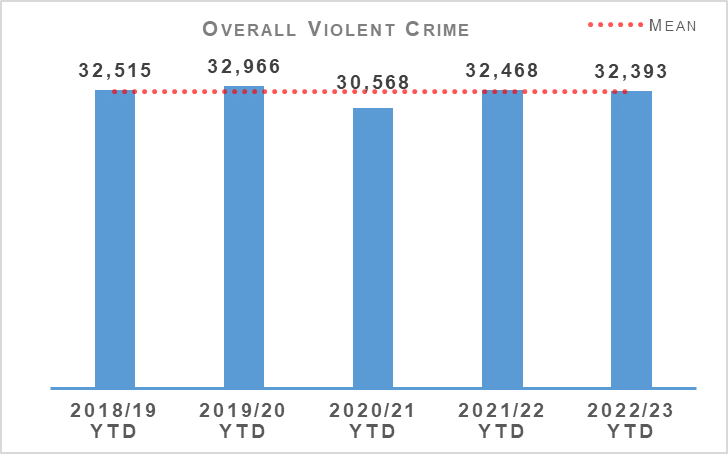 OVERALL VIOLENT CRIME
MEAN
32,515
32,966
30,568
32,468
32,393
2018/19 YTD
2019/20 YTD
2020/21 YTD
2021/22 YTD
2022/23 YTD